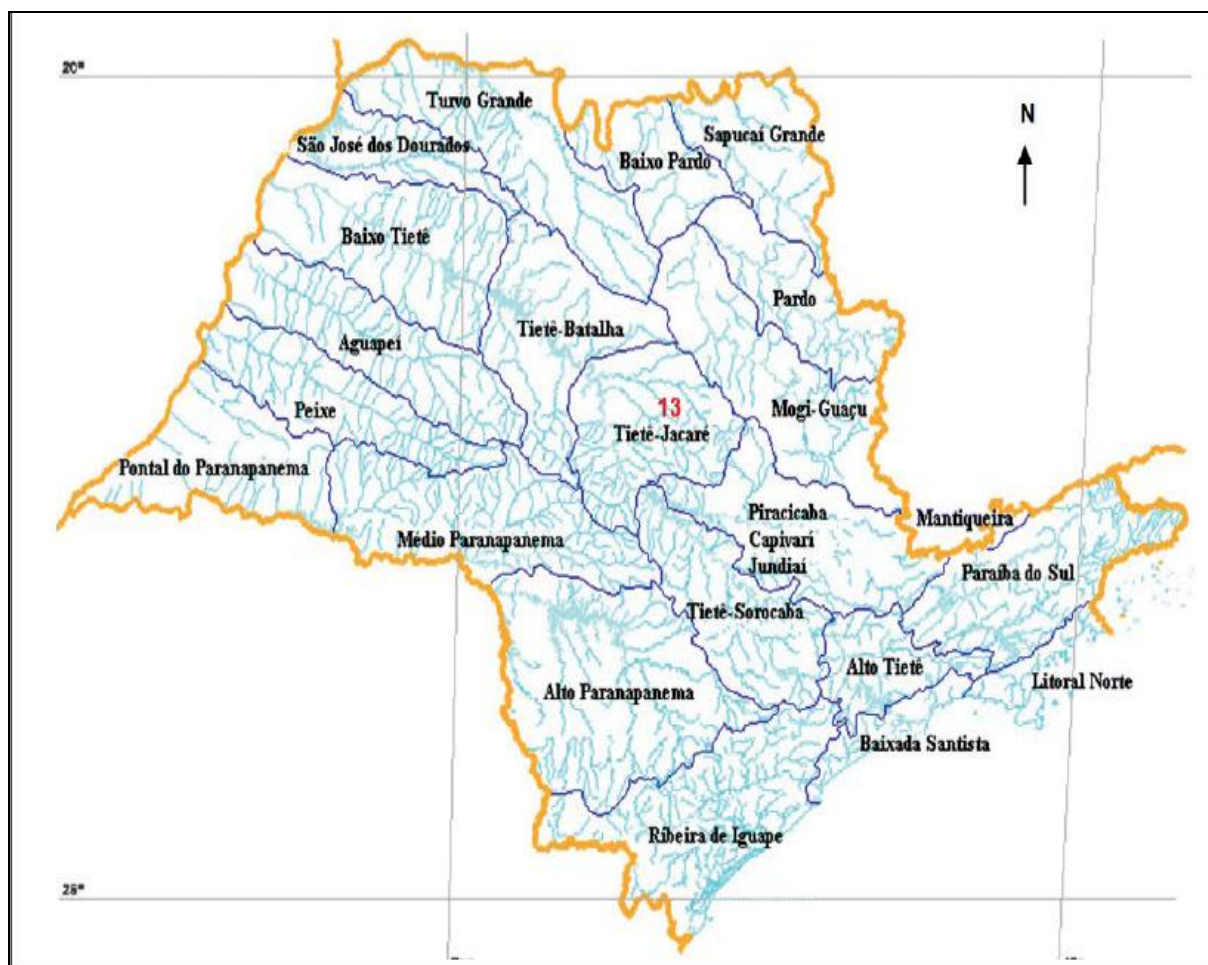 20°
Turvo Grande
N
Sapucaí Grande
São José dos Dourados
Baixo Pardo
Baixo Tietê
Pardo
Tietê-Batalha
Aguapeí
13
Peixe
Tietê-Jacaré
Mogi-Guaçu
Pontal do Paranapanema
Piracicaba
Capivarí
Jundiaí
Mantiqueira
Médio Paranapanema
Paraíba do Sul
Tietê-Sorocaba
Alto Tietê
Litoral Norte
Alto Paranapanema
Baixada Santista
Ribeira de Iguape
25°